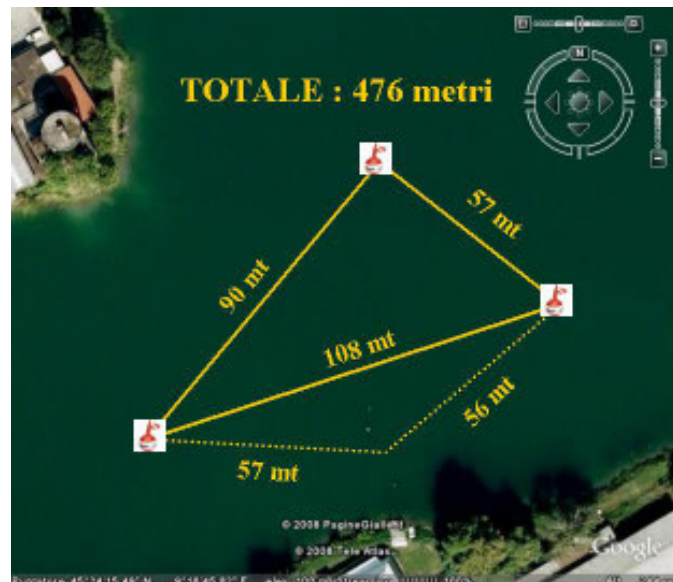 N
TOTALE : 476 metri
57 mt
90 mt
108 mt
56 mt
57 mt
© 2008 PagineGialle
© 2008 Tele Atlas
Google